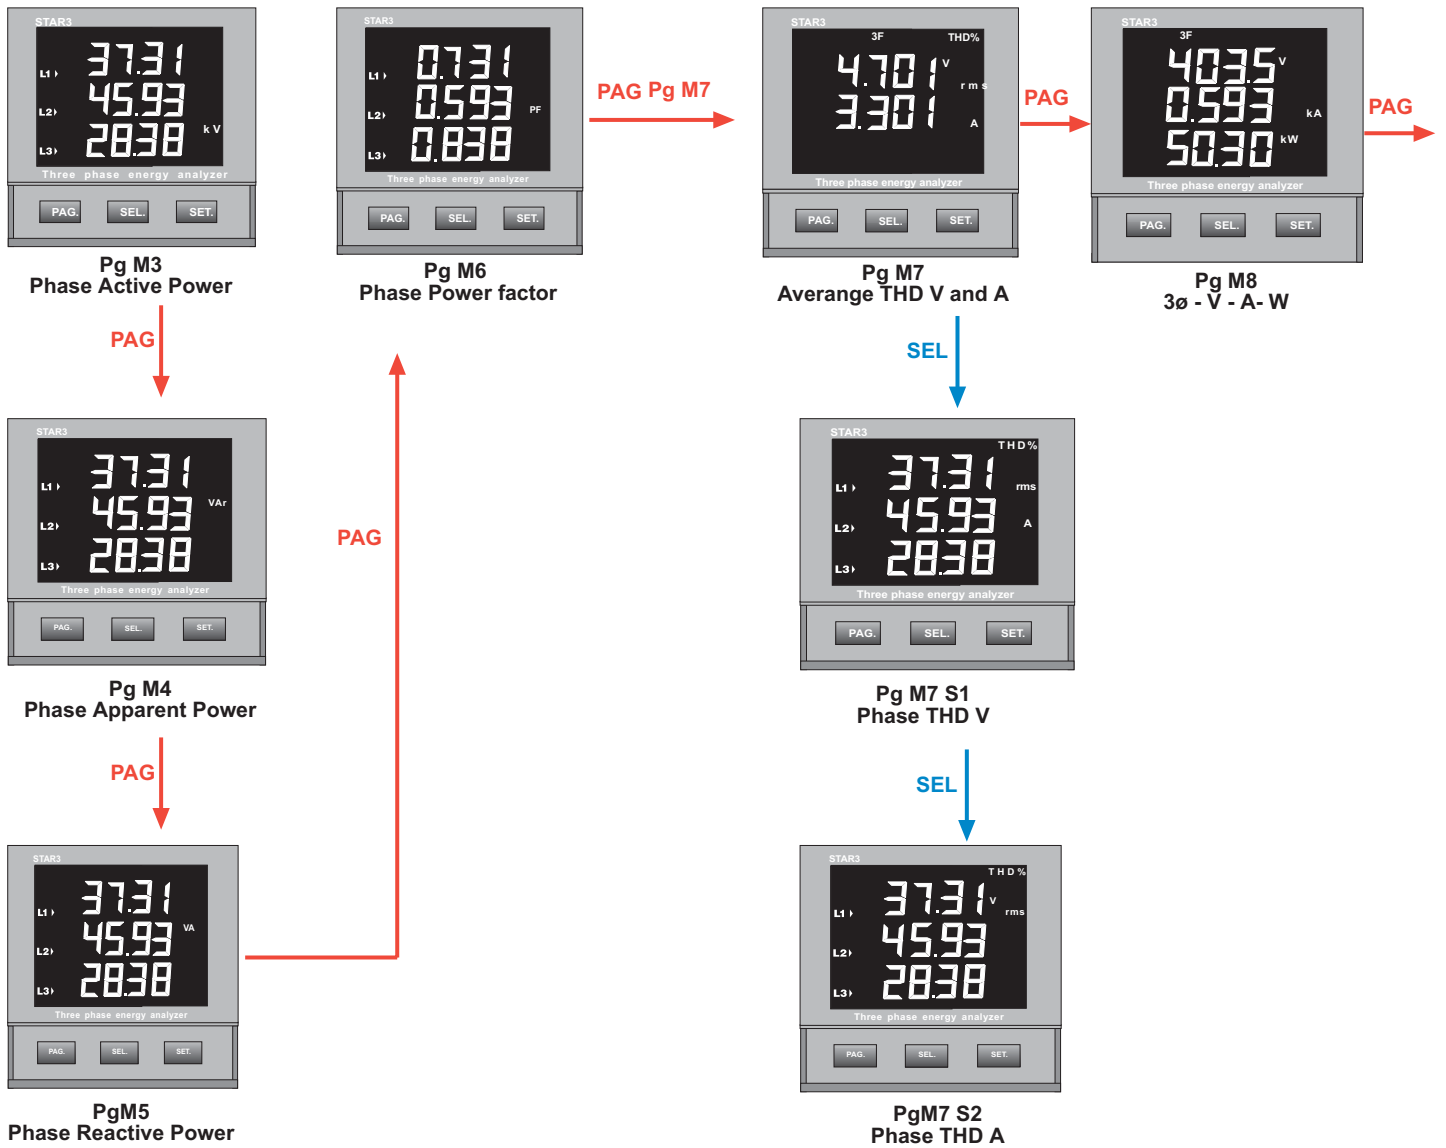 STAR3
37.31
L1
45.93
L2
28.38
kV
L3
Three phase energy analyzer
PAG. SEL. SET.
Pg M3
Phase Active Power
STAR3
0.731
L1
0.593
L2 PF
0.838
L3
Three phase energy analyzer
PAG. SEL. SET.
Pg M6
Phase Power factor
PAG Pg M7
STAR3
3F THD%
4.701 V
rms
3.301 A
Three phase energy analyzer
PAG. SEL. SET.
Pg M7
Averange THD V and A
PAG
STAR3
3F
403.5 V
0.593 kA
50.30 kW
Three phase energy analyzer
PAG. SEL. SET.
Pg M8
3ø - V - A- W
PAG
PAG
SEL
STAR3
37.31
L1
45.93 VAr
L2
28.38
L3
Three phase energy analyzer
PAG. SEL. SET.
Pg M4
Phase Apparent Power
PAG
STAR3
THD%
37.31
L1 rms
45.93 A
L2
28.38
L3
Three phase energy analyzer
PAG. SEL. SET.
Pg M7 S1
Phase THD V
PAG
SEL
STAR3
37.31
L1
45.93 VA
L2
28.38
L3
Three phase energy analyzer
PAG. SEL. SET.
PgM5
Phase Reactive Power
STAR3
THD%
37.31 V
L1 rms
45.93
L2
28.38
L3
Three phase energy analyzer
PAG. SEL. SET.
PgM7 S2
Phase THD A